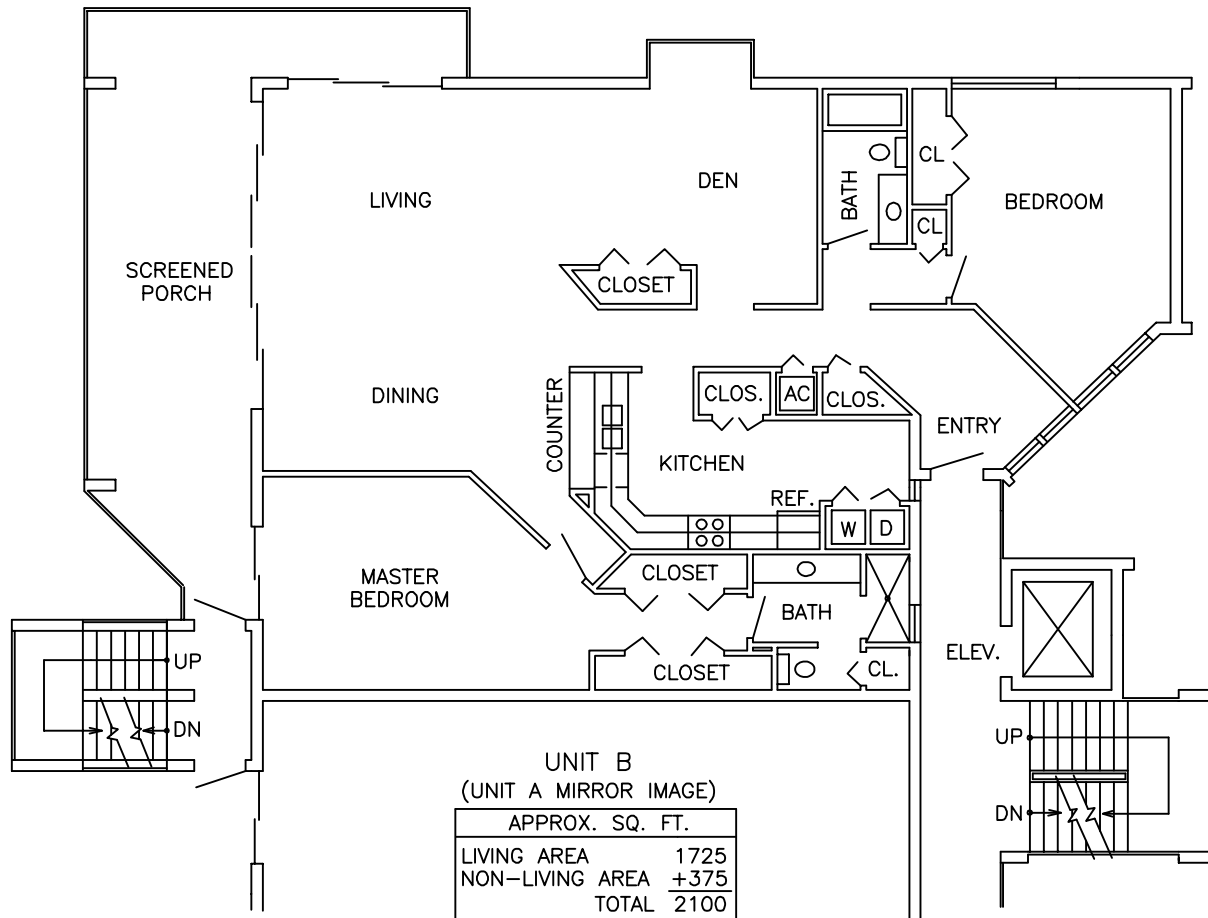 LIVING
DEN
BATH
CL
CL
BEDROOM
SCREENED
PORCH
CLOSET
DINING
COUNTER
CLOS.
AC
CLOS.
ENTRY
KITCHEN
REF.
W
D
MASTER
BEDROOM
CLOSET
BATH
CLOSET
CL.
ELEV.
UP
DN
UP
DN
UNIT B
(UNIT A MIRROR IMAGE)
APPROX. SQ. FT.
LIVING AREA 1725
NON-LIVING AREA +375
TOTAL 2100